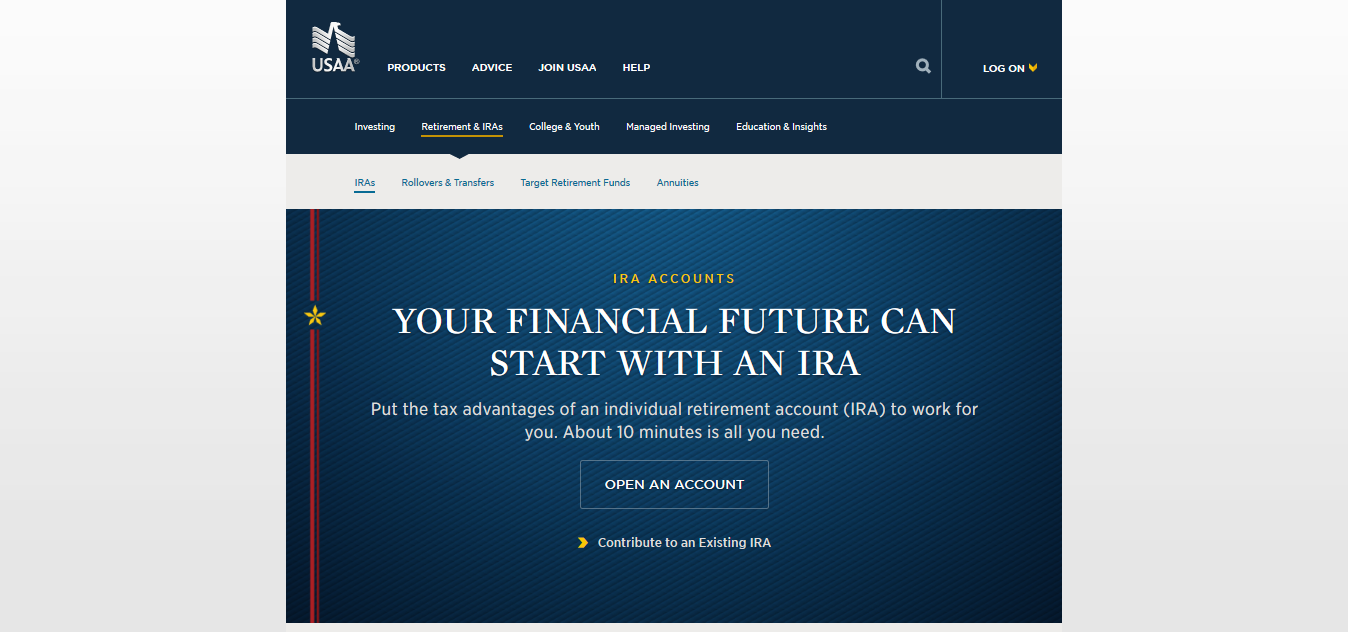 USAA®
PRODUCTS ADVICE JOIN USAA HELP
LOG ON
Investing Retirement & IRAs College & Youth Managed Investing Education & Insights
IRAs Rollovers & Transfers Target Retirement Funds Annuities
IRA ACCOUNTS
YOUR FINANCIAL FUTURE CAN
START WITH AN IRA
Put the tax advantages of an individual retirement account (IRA) to work for
you. About 10 minutes is all you need.
OPEN AN ACCOUNT
Contribute to an Existing IRA